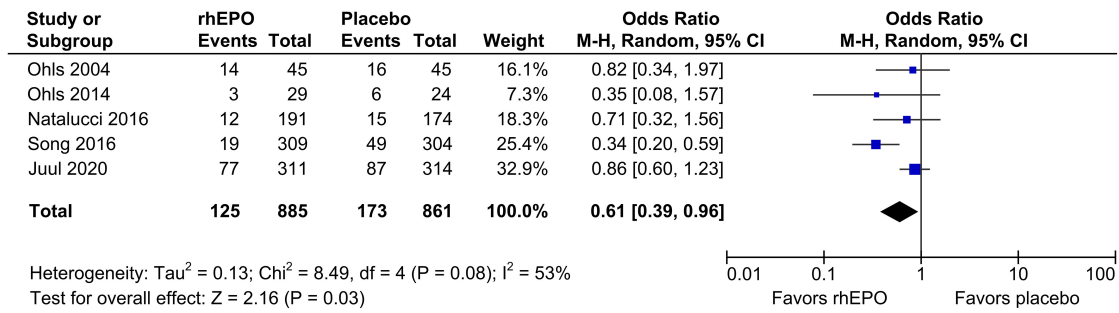 Study or rhEPO Placebo Odds Ratio Odds Ratio
Subgroup Events Total Events Total Weight M-H, Random, 95% CI M-H, Random, 95% CI
Ohls 2004 14 45 16 45 16.1% 0.82 [0.34, 1.97]
Ohls 2014 3 29 6 24 7.3% 0.35 [0.08, 1.57]
Natalucci 2016 12 191 15 174 18.3% 0.71 [0.32, 1.56]
Song 2016 19 309 49 304 25.4% 0.34 [0.20, 0.59]
Juul 2020 77 311 87 314 32.9% 0.86 [0.60, 1.23]
Total 125 885 173 861 100.0% 0.61 [0.39, 0.96]
Heterogeneity: Tau² = 0.13; Chi² = 8.49, df = 4 (P = 0.08); I² = 53%
Test for overall effect: Z = 2.16 (P = 0.03)
0.01 0.1 1 10 100
Favors rhEPO Favors placebo